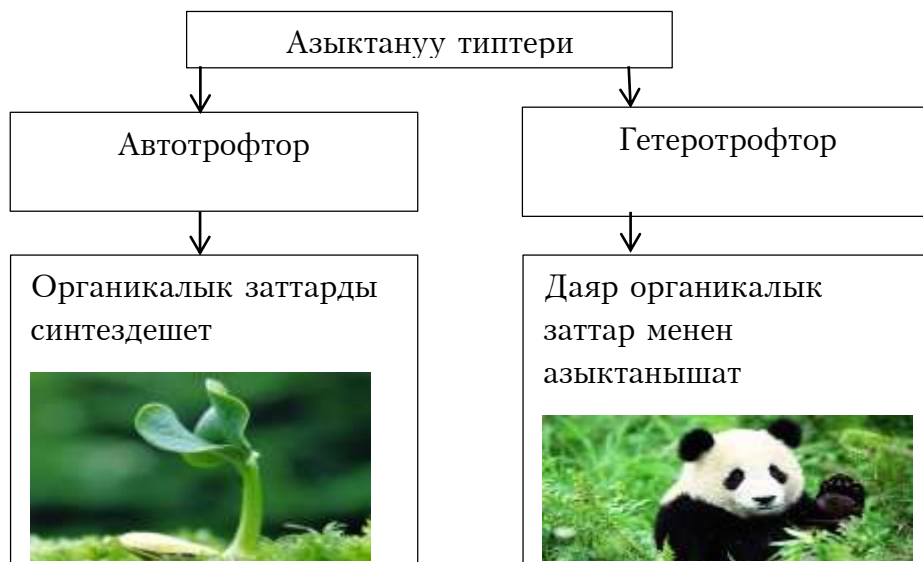 Азыктануу типтери
Автотрофтор
Гетеротрофтор
Органикалык заттарды
синтездешет
Даяр органикалык
заттар менен
азыктанышат